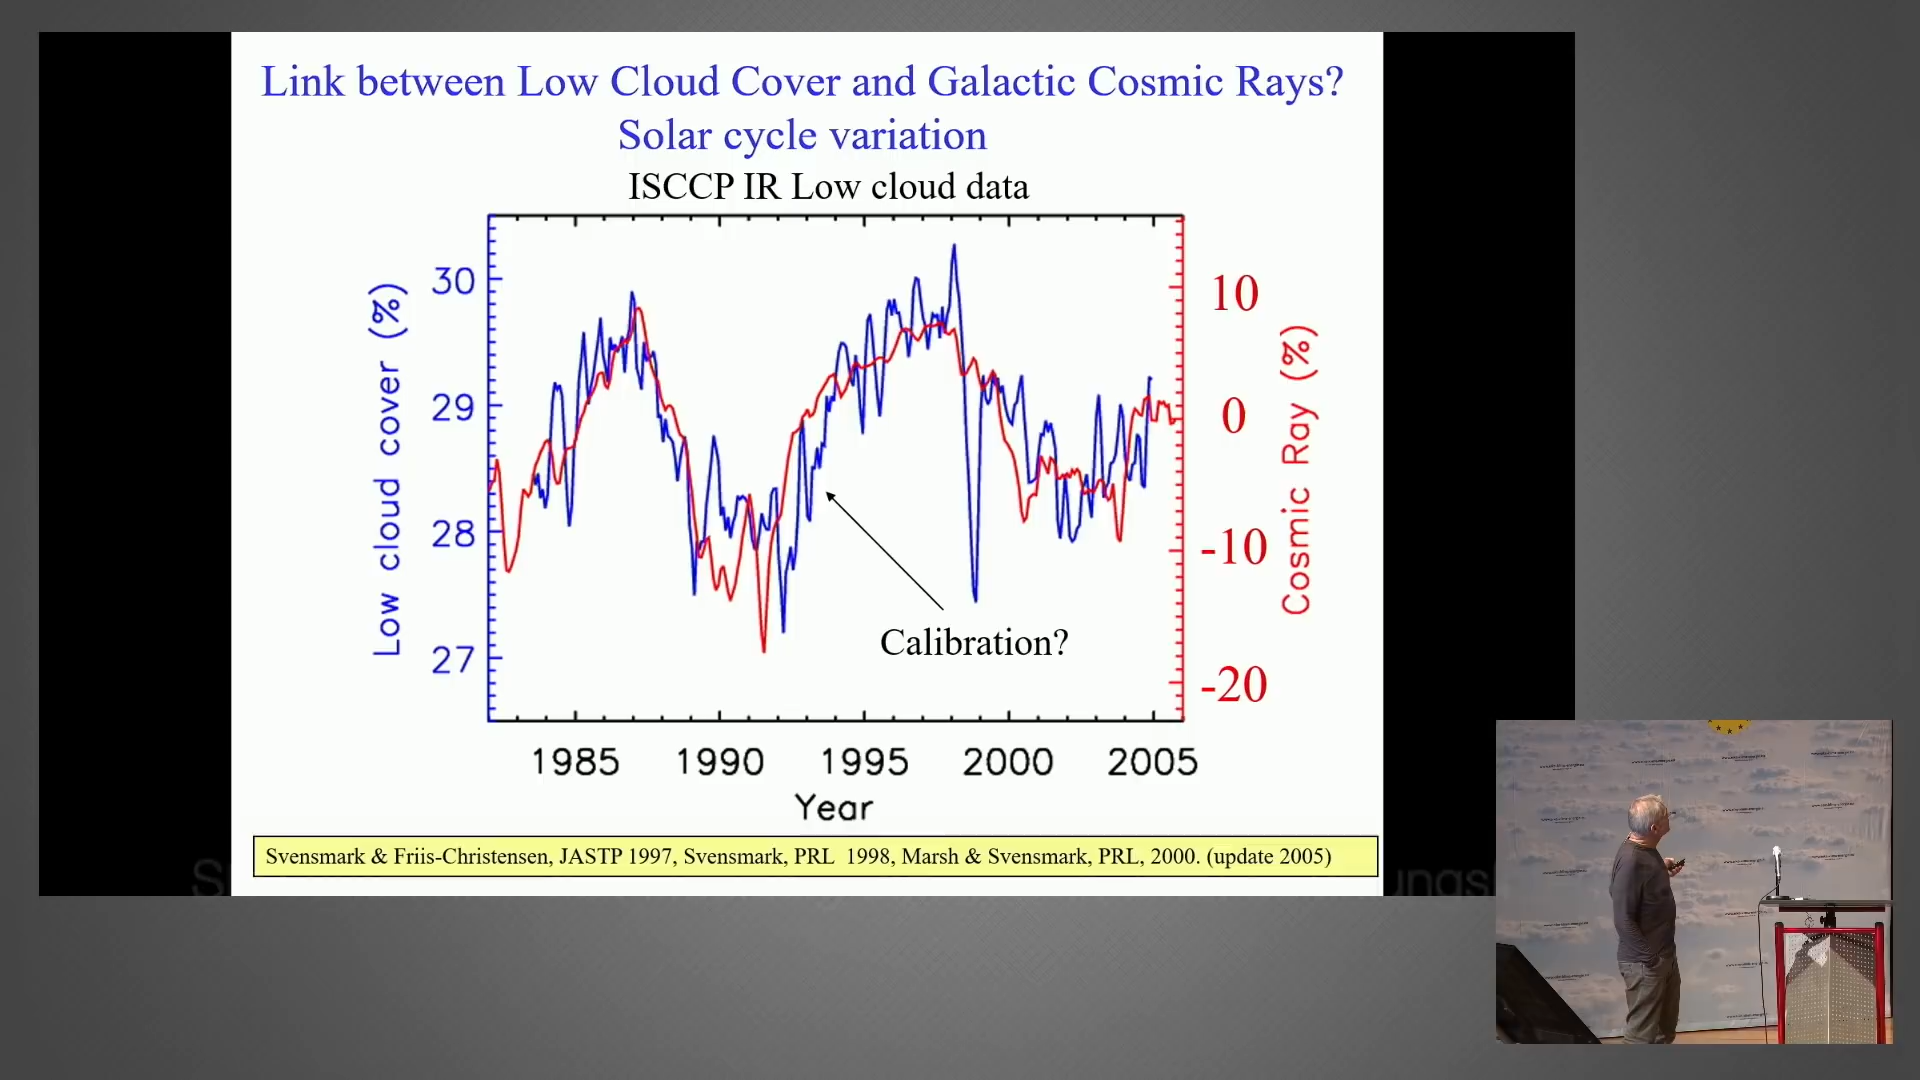 Link between Low Cloud Cover and Galactic Cosmic Rays?
Solar cycle variation
ISCCP IR Low cloud data
Low cloud cover (%)
30
29
28
27
10
0
-10
-20
Cosmic Ray (%)
Calibration?
1985 1990 1995 2000 2005
Year
Svensmark & Friis-Christensen, JASTP 1997, Svensmark, PRL 1998, Marsh & Svensmark, PRL, 2000. (update 2005)